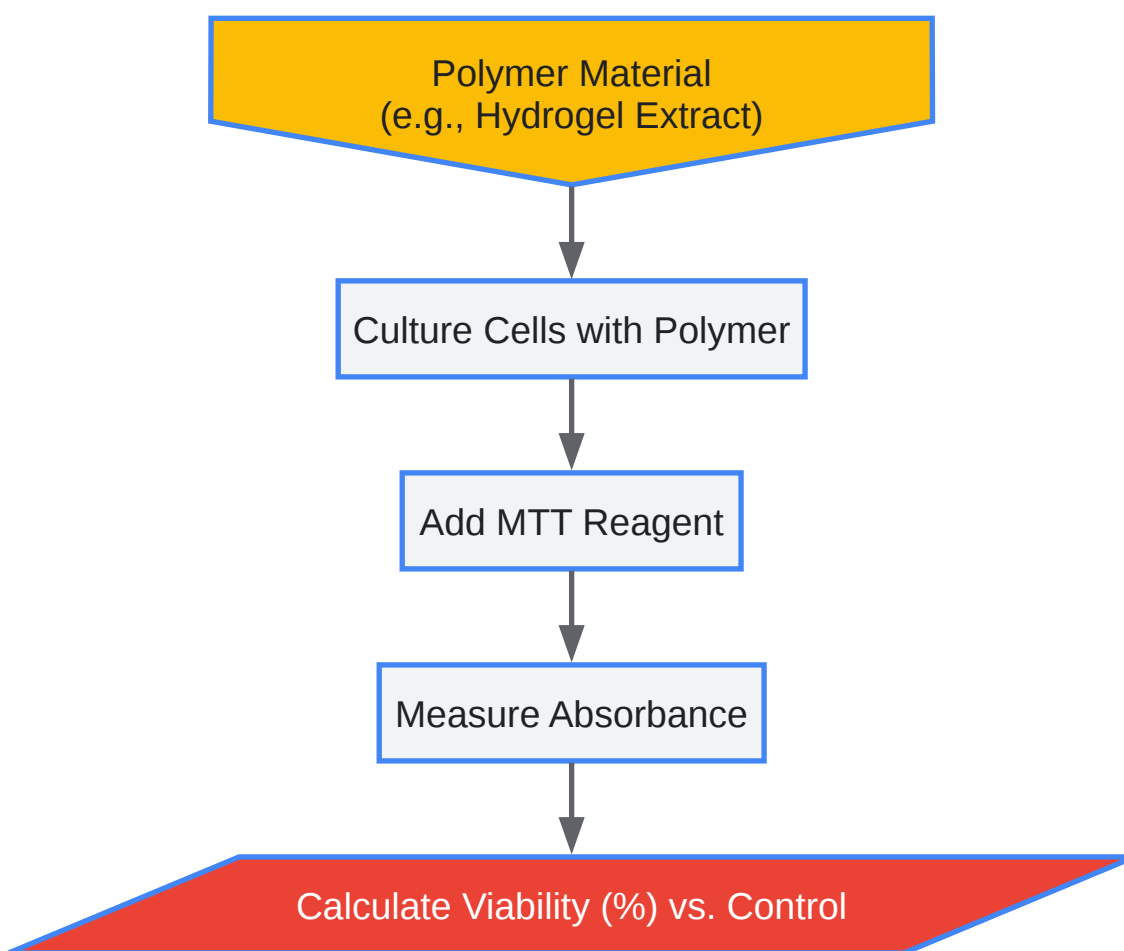 Polymer Material
(e.g., Hydrogel Extract)
Culture Cells with Polymer
Add MTT Reagent
Measure Absorbance
Calculate Viability (%) vs. Control